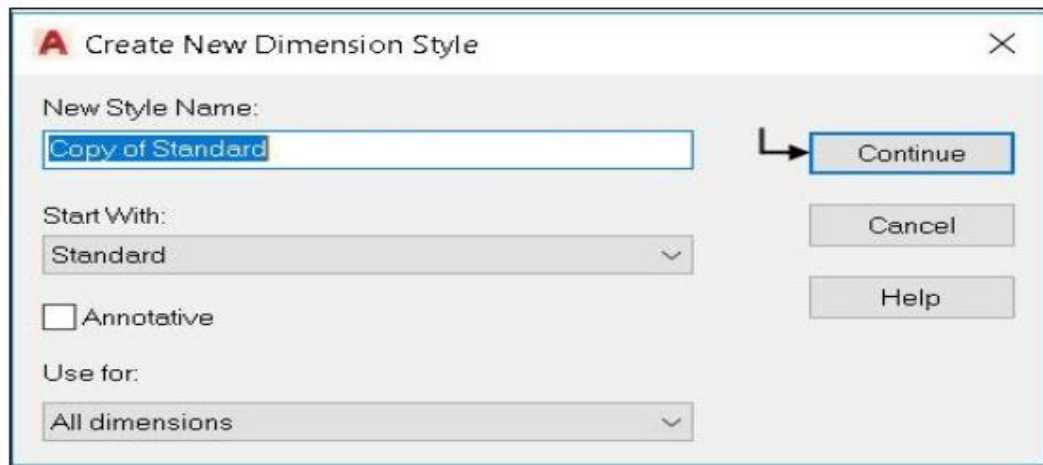 Create New Dimension Style
New Style Name:
Copy of Standard
Continue
Start With:
Standard
Cancel
Annotative
Help
Use for:
All dimensions